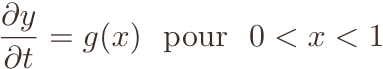 ∂y/∂t = g(x) pour 0 < x < 1